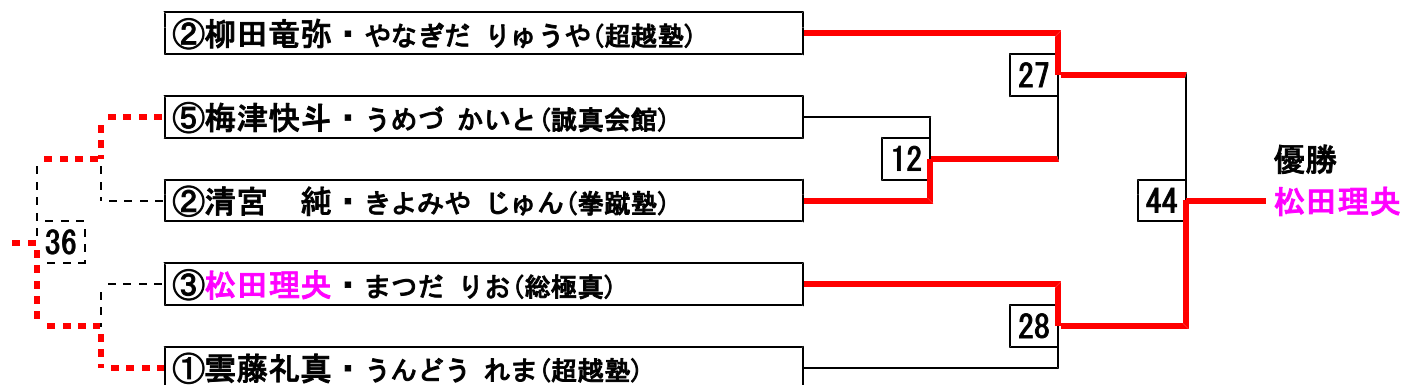 ②柳田竜弥・やなぎだ りゅうや(超越塾)
27
⑤梅津快斗・うめづ かいと(誠真会館)
12
優勝
②清宮　純・きよみや じゅん(拳蹴塾)
44
松田理央
36
③松田理央・まつだ りお(総極真)
28
①雲藤礼真・うんどう れま(超越塾)